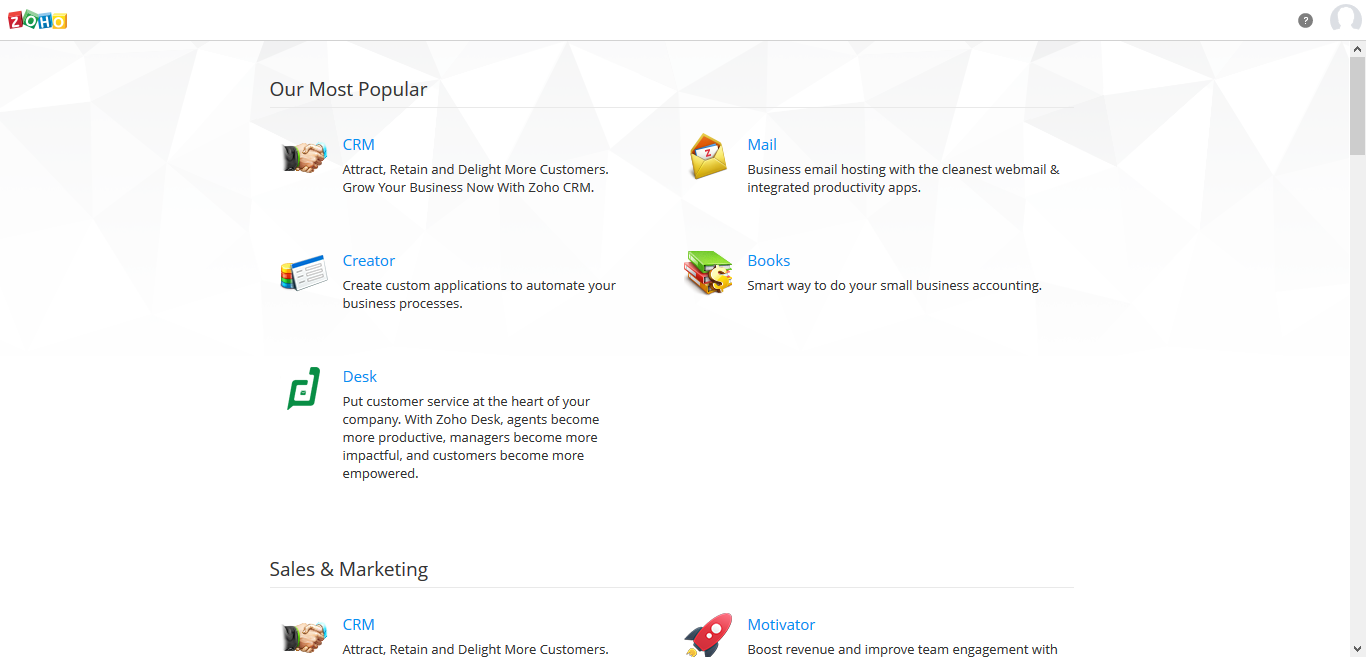 ZOHO
?
Our Most Popular
CRM
Attract, Retain and Delight More Customers.
Grow Your Business Now With Zoho CRM.
Z
Mail
Business email hosting with the cleanest webmail &
integrated productivity apps.
Creator
Create custom applications to automate your
business processes.
$
Books
Smart way to do your small business accounting.
Desk
Put customer service at the heart of your
company. With Zoho Desk, agents become
more productive, managers become more
impactful, and customers become more
empowered.
Sales & Marketing
CRM
Attract, Retain and Delight More Customers.
Motivator
Boost revenue and improve team engagement with